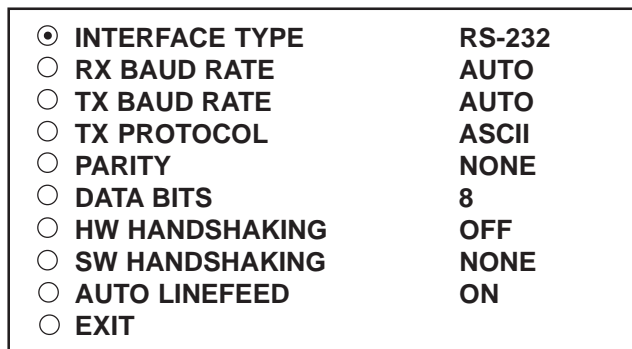 INTERFACE TYPE RS-232
RX BAUD RATE AUTO
TX BAUD RATE AUTO
TX PROTOCOL ASCII
PARITY NONE
DATA BITS 8
HW HANDSHAKING OFF
SW HANDSHAKING NONE
AUTO LINEFEED ON
EXIT